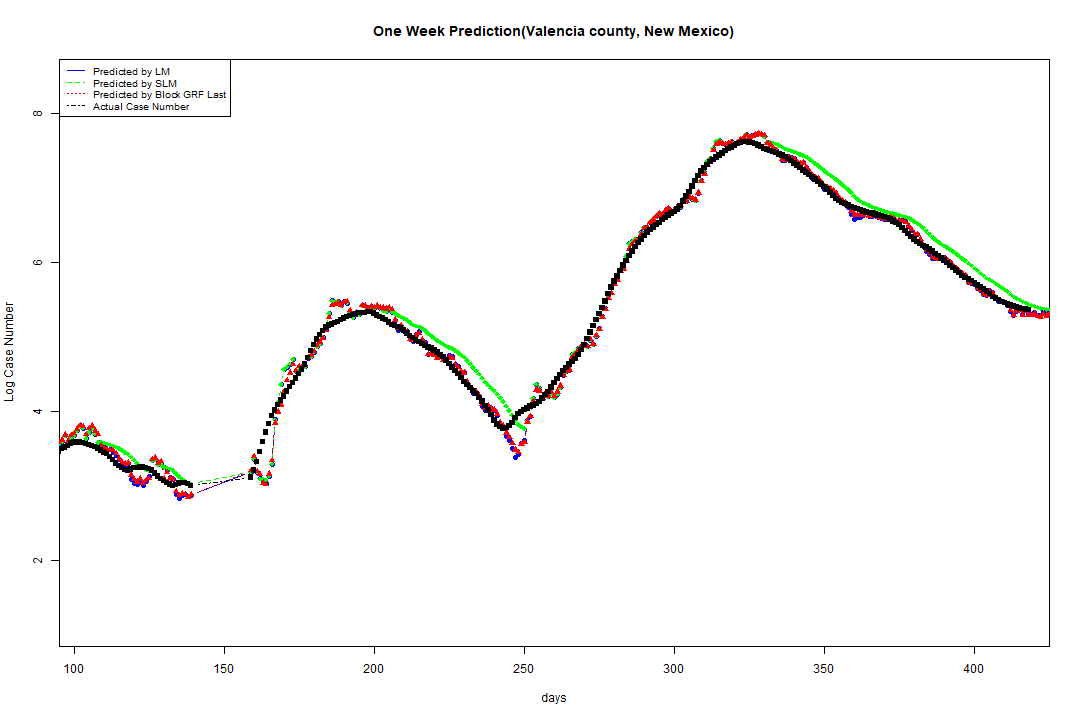 One Week Prediction(Valencia county, New Mexico)
Predicted by LM
Predicted by SLM
Predicted by Block GRF Last
Actual Case Number
8
6
4
2
Log Case Number
100 150 200 250 300 350 400
days